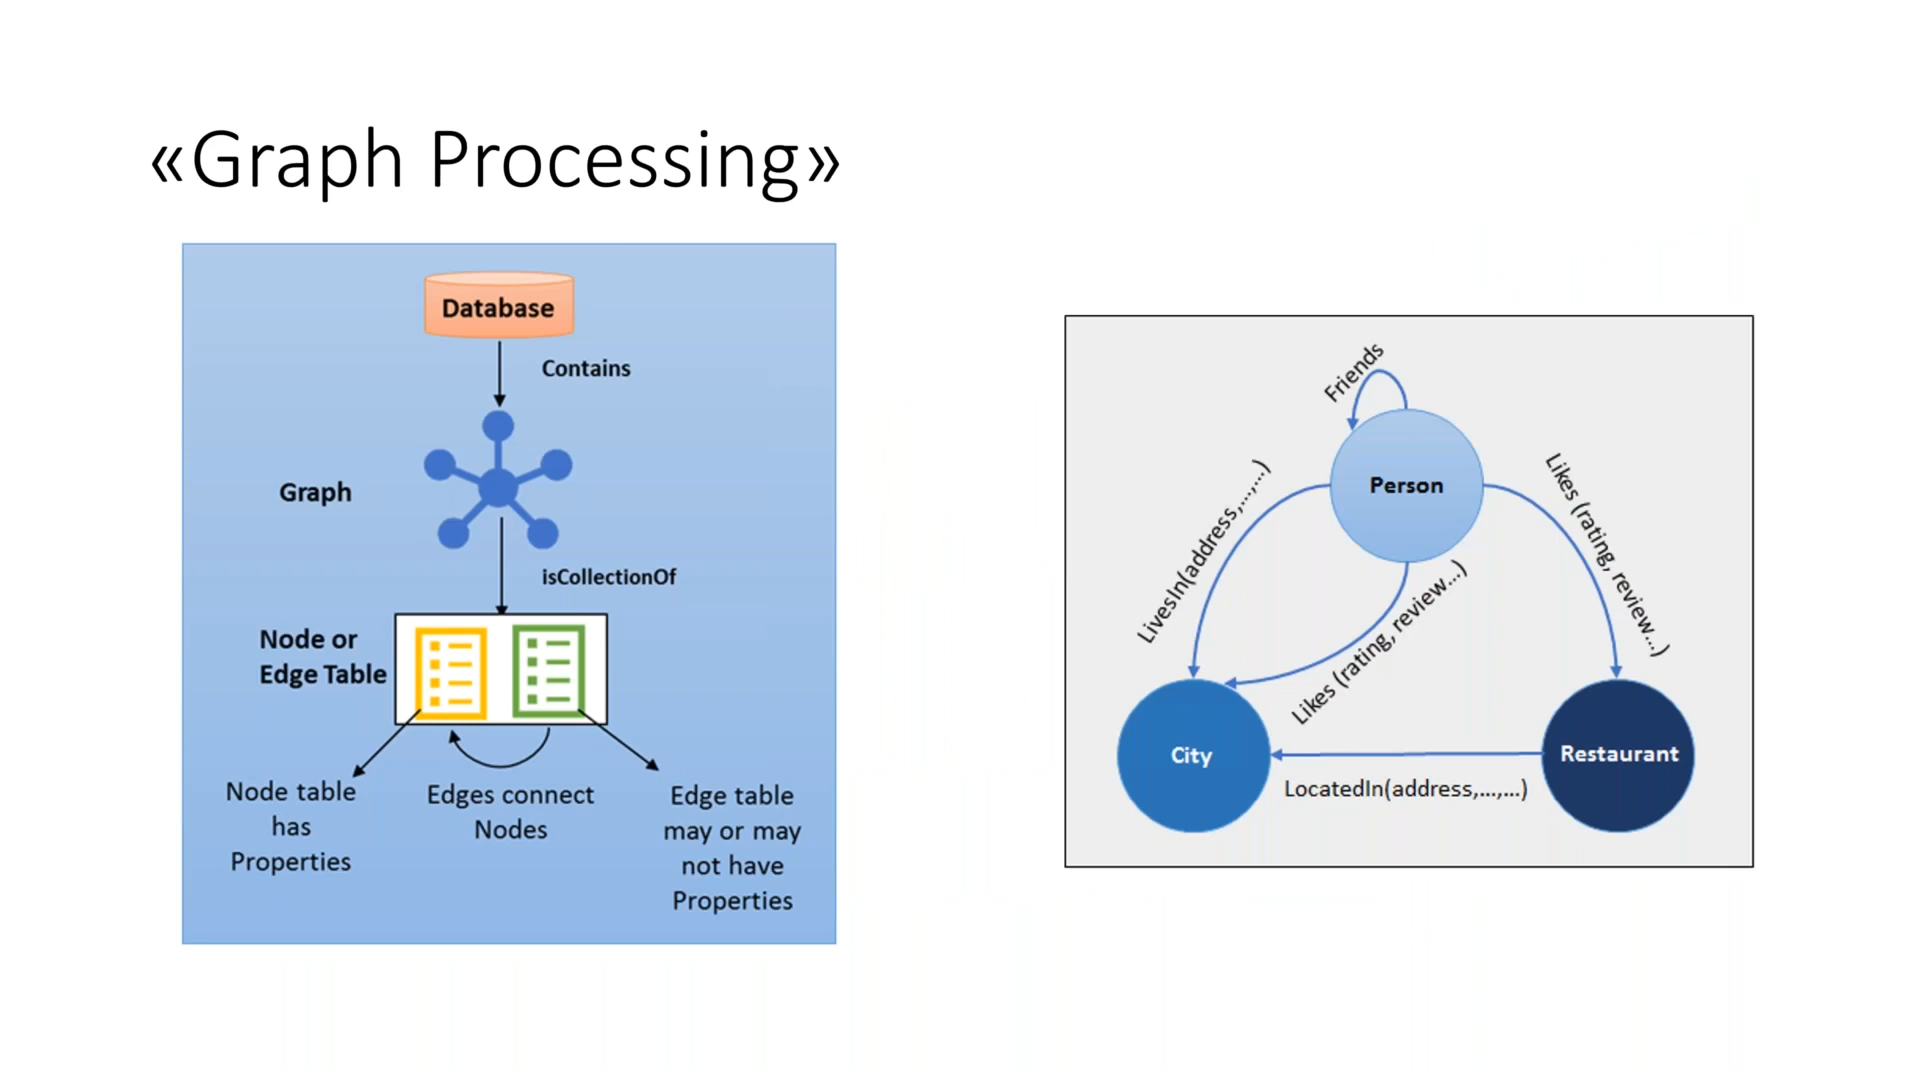 «Graph Processing»
Database
Contains
Graph
isCollectionOf
Node or
Edge Table
Node table
has
Properties
Edges connect
Nodes
Edge table
may or may
not have
Properties
Friends
Person
LivesIn(address,...,...)
Likes (rating, review...)
Likes (rating, review...)
City
Restaurant
LocatedIn(address,...,...)